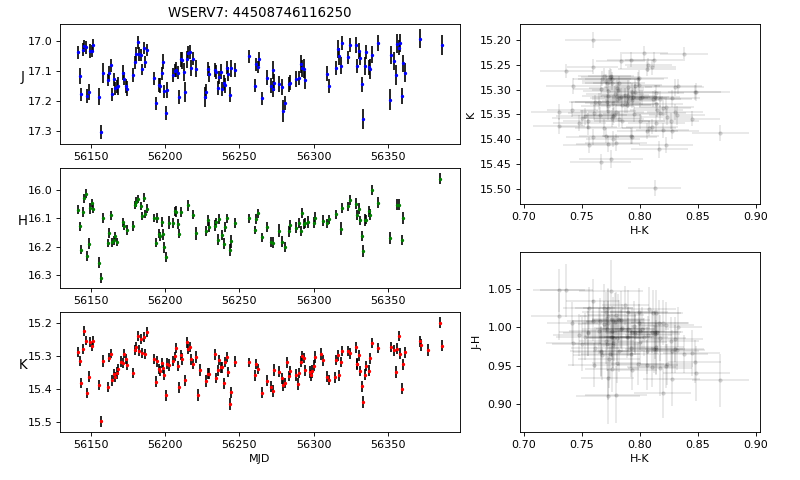 WSERV7: 44508746116250
J
17.0
17.1
17.2
17.3
56150 56200 56250 56300 56350
H
16.0
16.1
16.2
16.3
56150 56200 56250 56300 56350
K
15.2
15.3
15.4
15.5
56150 56200 56250 56300 56350
MJD
K
15.20
15.25
15.30
15.35
15.40
15.45
15.50
0.70 0.75 0.80 0.85 0.90
H-K
J-H
1.05
1.00
0.95
0.90
0.70 0.75 0.80 0.85 0.90
H-K